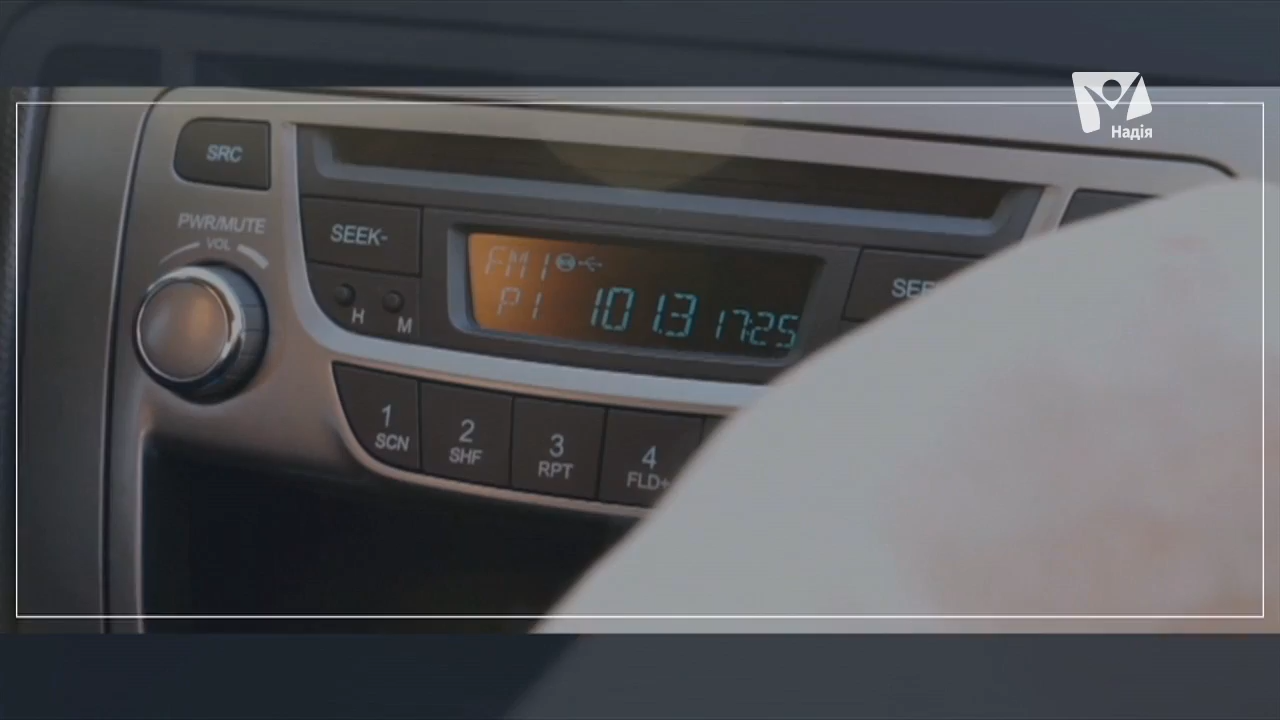 Надія
SRC
PWR/MUTE
VOL
SEEK-
H
M
FM1
P1 101.3 17:25
1
SCN
2
SHF
3
RPT
4
FLD+